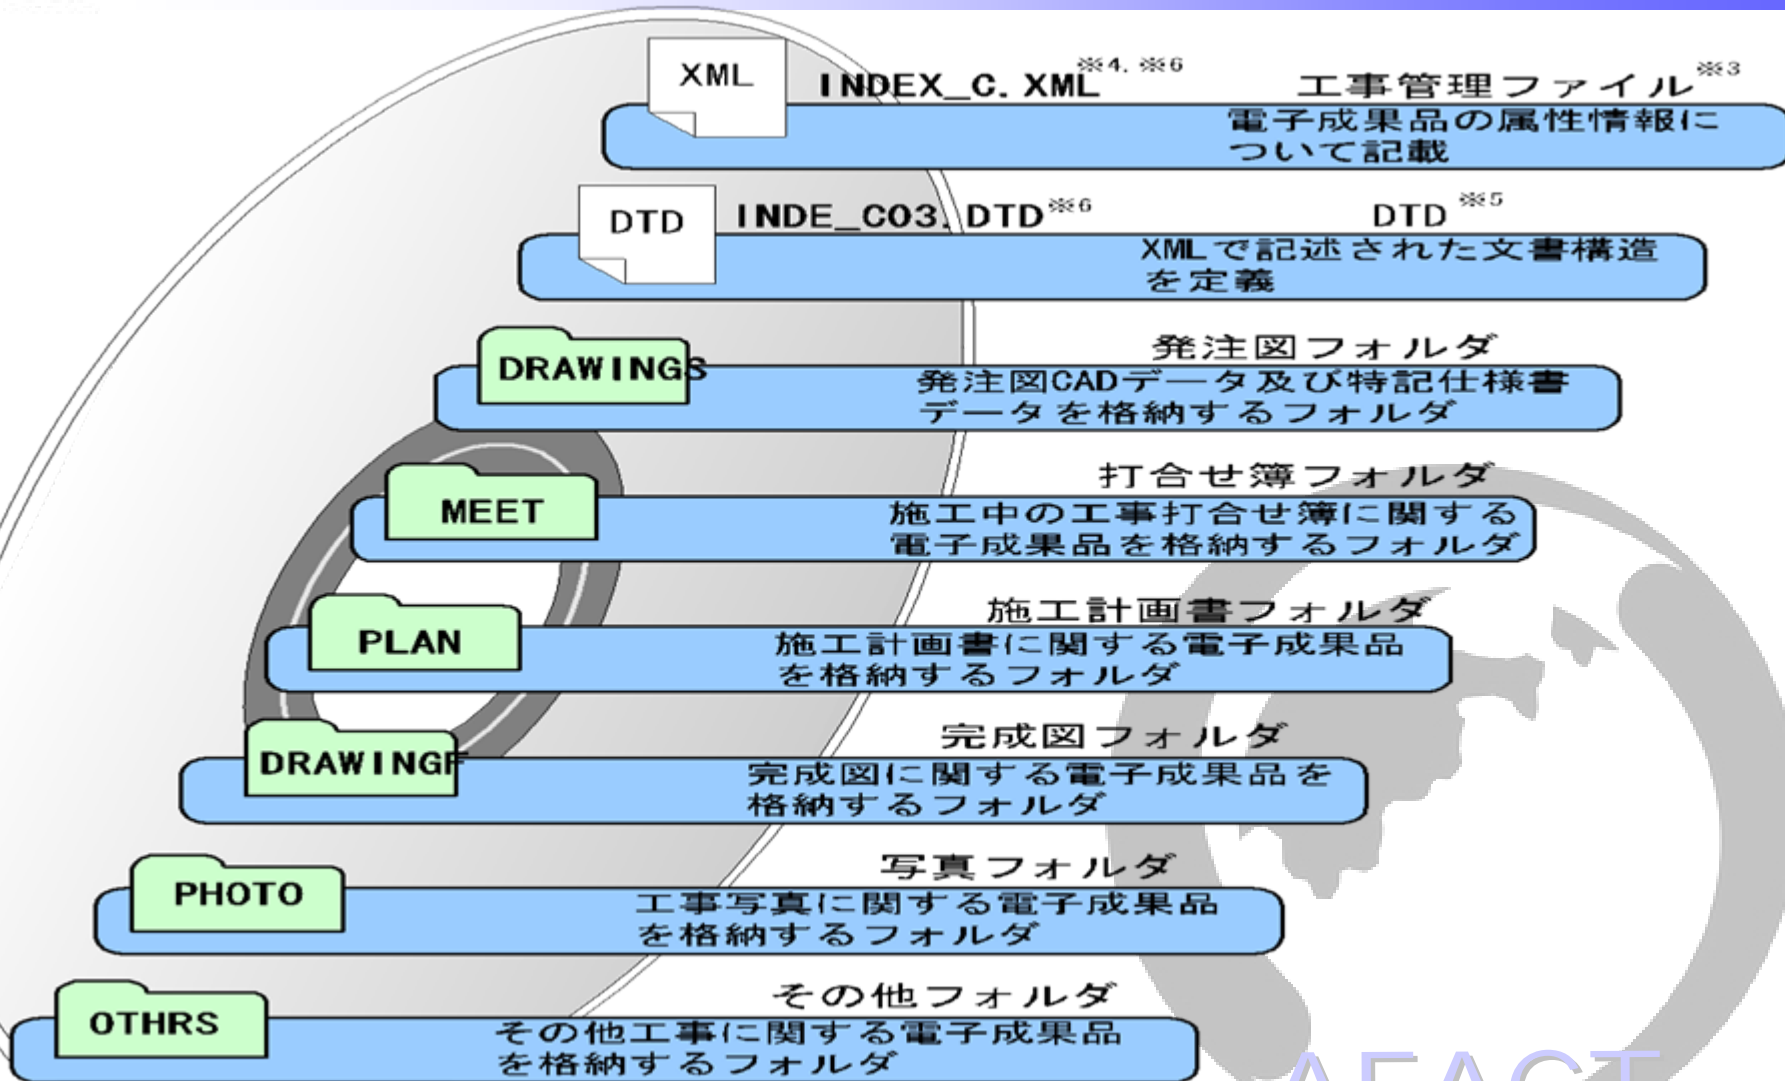 XML
INDEX_C.XML※4.※6
工事管理ファイル※3
電子成果品の属性情報に
ついて記載
DTD
INDE_C03.DTD※6
DTD※5
XMLで記述された文書構造
を定義
DRAWINGS
発注図フォルダ
発注図CADデータ及び特記仕様書
データを格納するフォルダ
MEET
打合せ簿フォルダ
施工中の工事打合せ簿に関する
電子成果品を格納するフォルダ
PLAN
施工計画書フォルダ
施工計画書に関する電子成果品
を格納するフォルダ
DRAWINGF
完成図フォルダ
完成図に関する電子成果品を
格納するフォルダ
PHOTO
写真フォルダ
工事写真に関する電子成果品
を格納するフォルダ
OTHRS
その他フォルダ
その他工事に関する電子成果品
を格納するフォルダ
AFACT